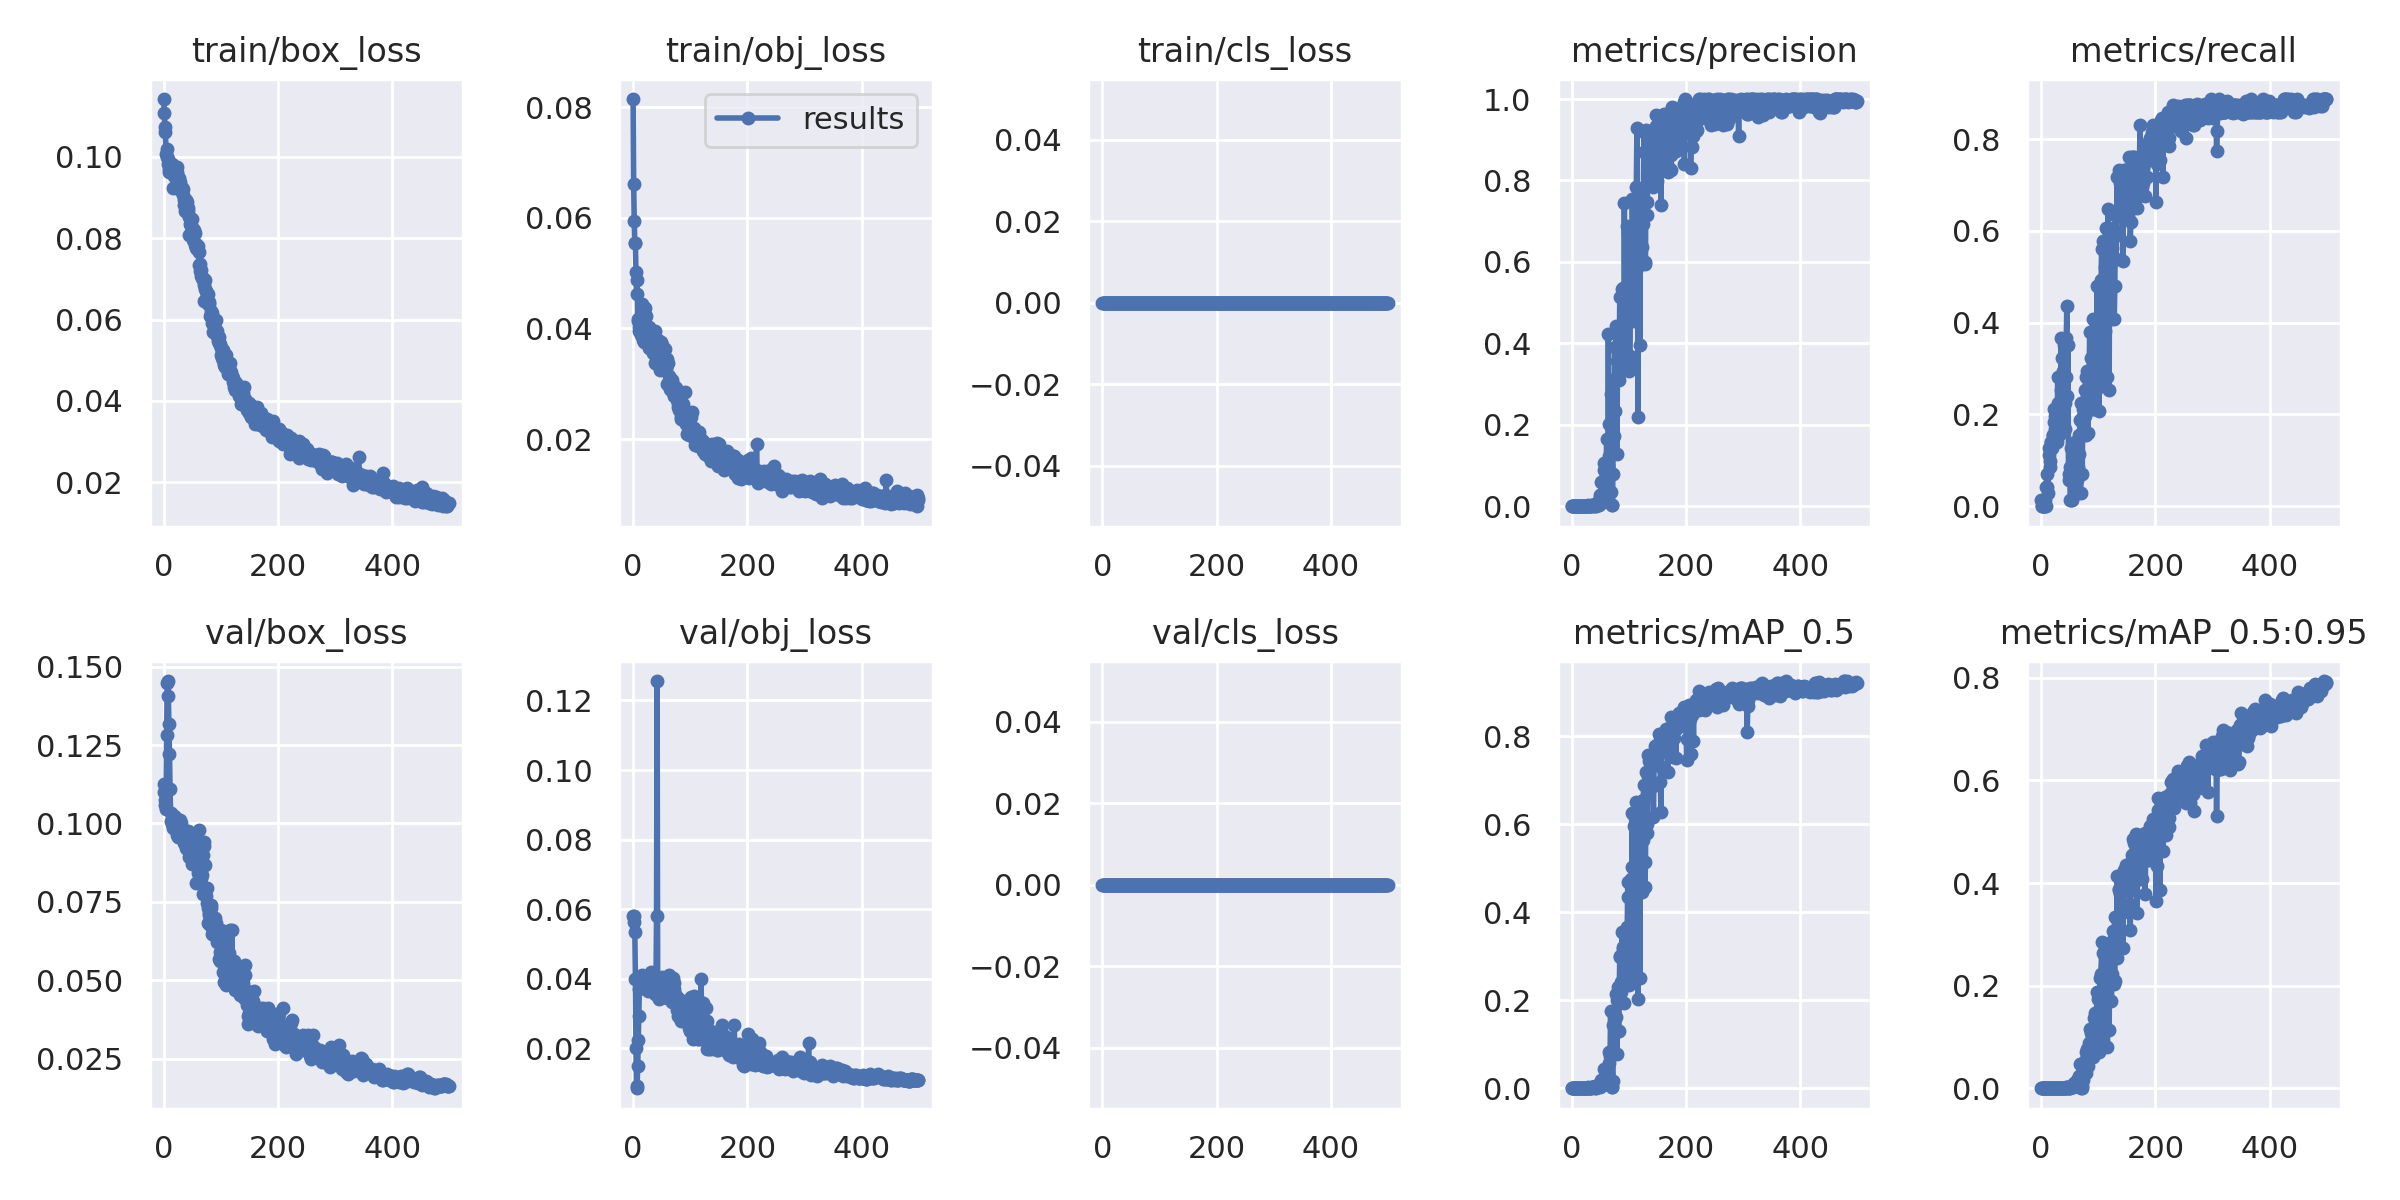 train/box_loss
0.10
0.08
0.06
0.04
0.02
0 200 400
train/obj_loss
results
0.08
0.06
0.04
0.02
0 200 400
train/cls_loss
0.04
0.02
0.00
−0.02
−0.04
0 200 400
metrics/precision
1.0
0.8
0.6
0.4
0.2
0.0
0 200 400
metrics/recall
0.8
0.6
0.4
0.2
0.0
0 200 400
val/box_loss
0.150
0.125
0.100
0.075
0.050
0.025
0 200 400
val/obj_loss
0.12
0.10
0.08
0.06
0.04
0.02
0 200 400
val/cls_loss
0.04
0.02
0.00
−0.02
−0.04
0 200 400
metrics/mAP_0.5
0.8
0.6
0.4
0.2
0.0
0 200 400
metrics/mAP_0.5:0.95
0.8
0.6
0.4
0.2
0.0
0 200 400